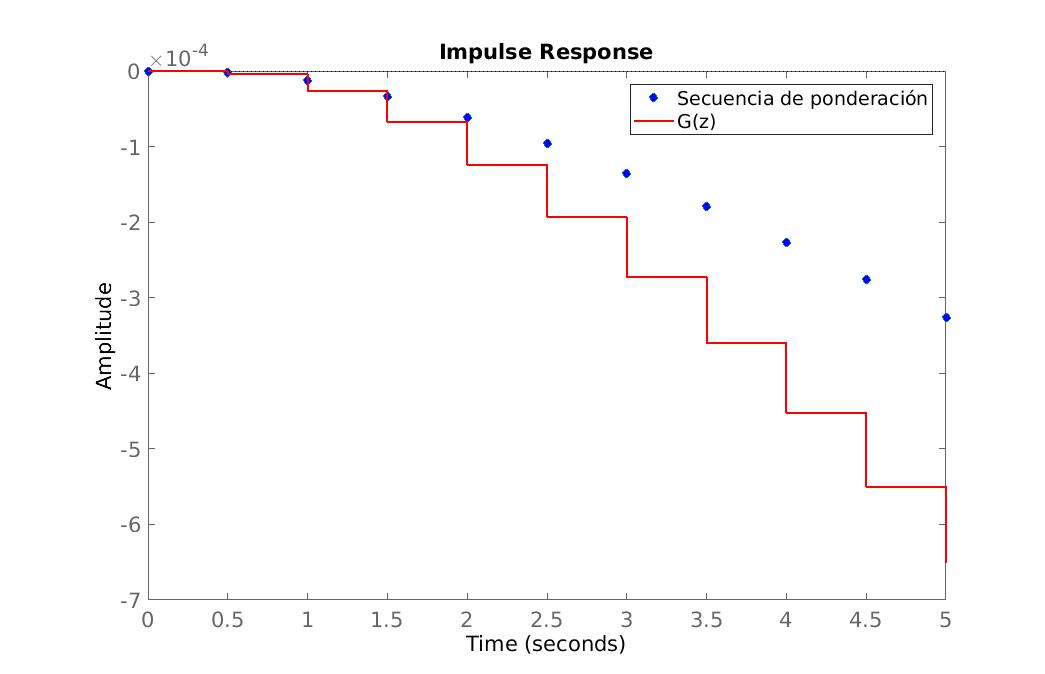 Impulse Response
×10-4
0
-1
-2
-3
-4
-5
-6
-7
Amplitude
Secuencia de ponderación
G(z)
0 0.5 1 1.5 2 2.5 3 3.5 4 4.5 5
Time (seconds)